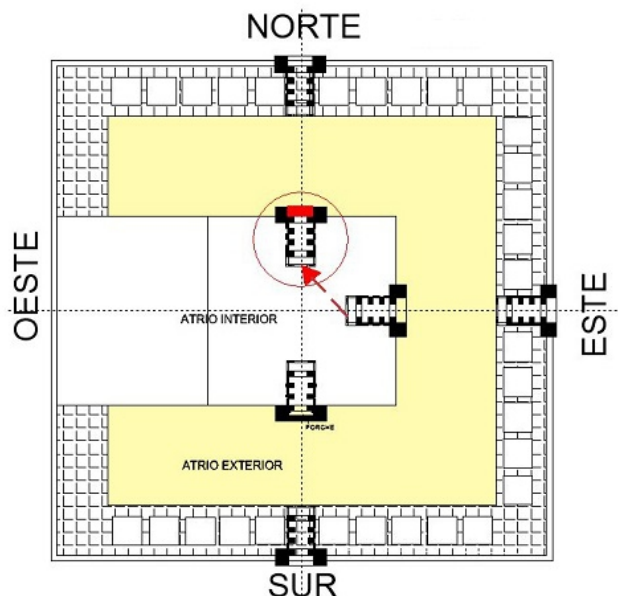 NORTE
OESTE
ATRIO INTERIOR
ESTE
PORCHE
ATRIO EXTERIOR
SUR